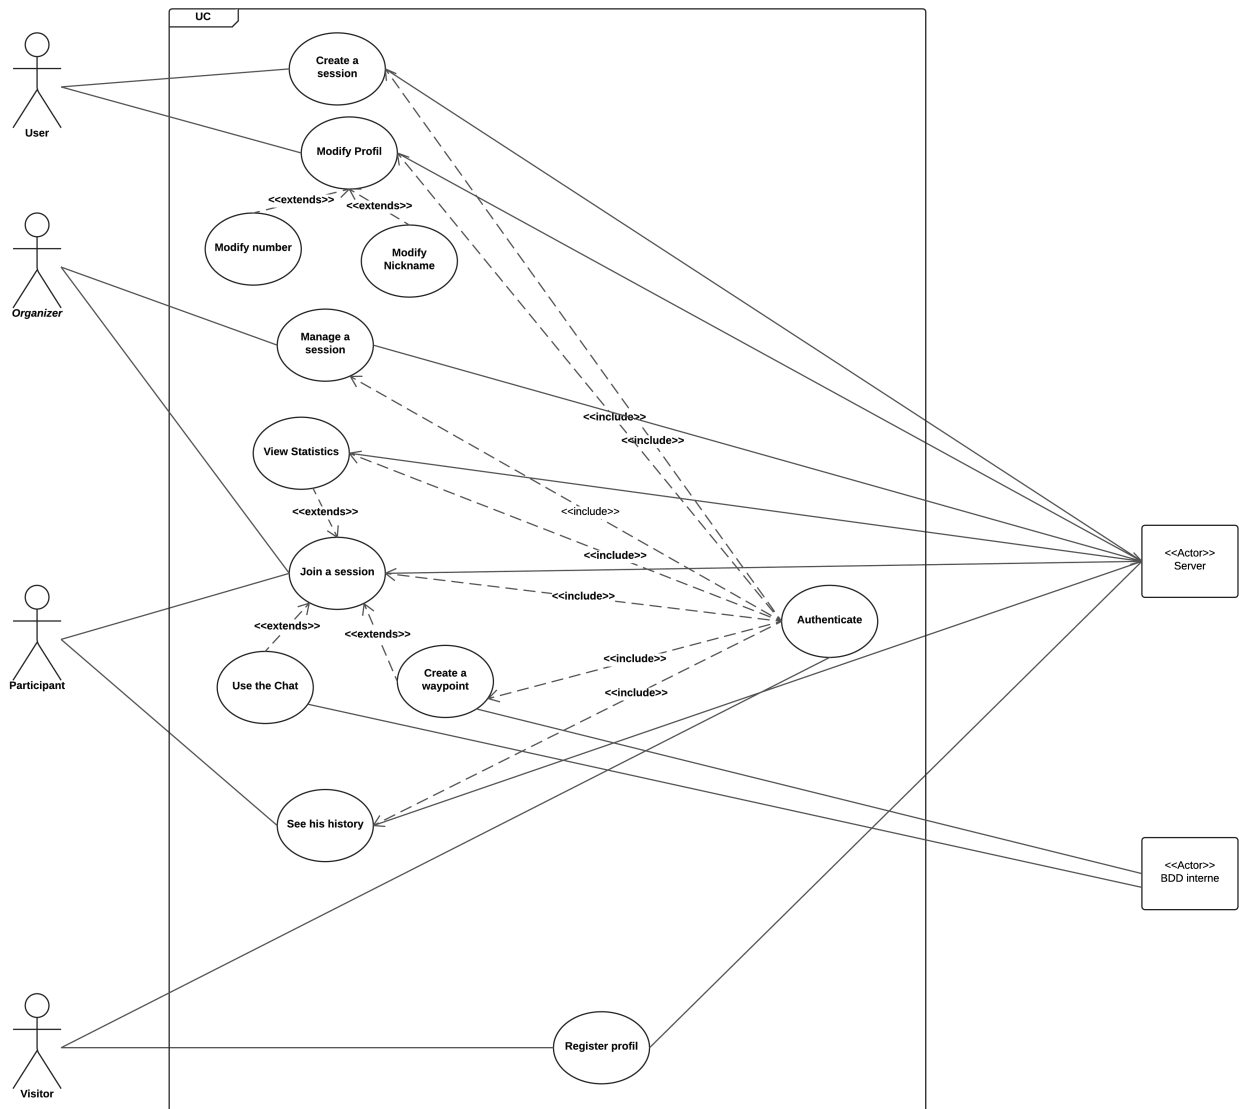 UC
Create a
session
User
Modify Profil
<<extends>>
<<extends>>
Modify number
Modify
Nickname
Organizer
Manage a
session
<<include>>
<<include>>
View Statistics
<<extends>>
<<include>>
<<include>>
<<Actor>>
Server
Join a session
<<include>>
<<extends>>
<<extends>>
Authenticate
Participant
Use the Chat
Create a
waypoint
<<include>>
<<include>>
See his history
<<Actor>>
BDD interne
Register profil
Visitor